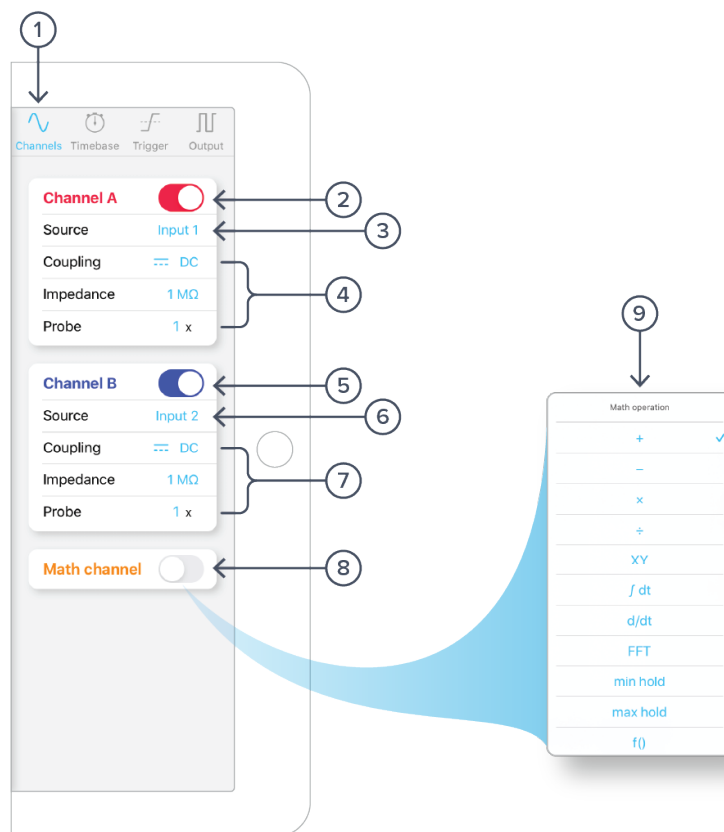 1
Channels Timebase Trigger Output
Channel A
2
Source Input 1
3
Coupling DC
Impedance 1 MΩ
4
Probe 1 x
Channel B
5
Source Input 2
6
Coupling DC
Impedance 1 MΩ
7
Probe 1 x
Math channel
8
9
Math operation
+
−
×
÷
XY
∫ dt
d/dt
FFT
min hold
max hold
f()